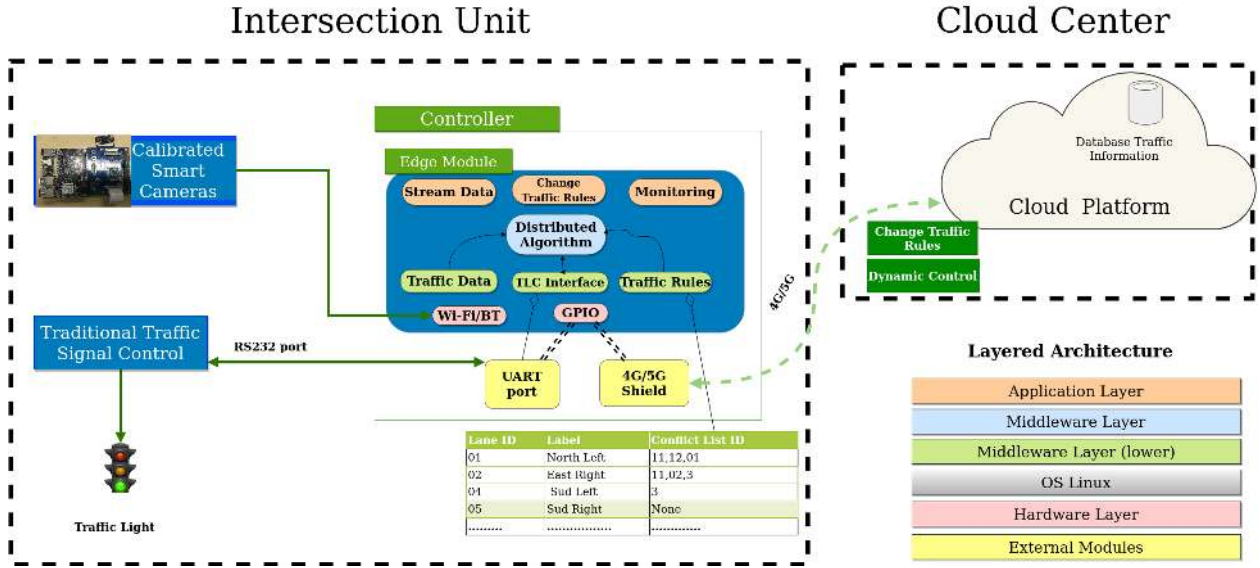 Intersection Unit
Cloud Center
Controller
Calibrated
Smart
Cameras
Edge Module
Stream Data
Change
Traffic Rules
Monitoring
Distributed
Algorithm
Traffic Data
TLC Interface
Traffic Rules
Wi-Fi/BT
GPIO
Traditional Traffic
Signal Control
RS232 port
UART
port
4G/5G
Shield
4G/5G
Lane ID Label Conflict List ID
01 North Left 11,12,01
02 East Right 11,02,3
04 Sud Left 3
05 Sud Right None
......... ................ ............
Traffic Light
Database Traffic
Information
Cloud Platform
Change Traffic
Rules
Dynamic Control
Layered Architecture
Application Layer
Middleware Layer
Middleware Layer (lower)
OS Linux
Hardware Layer
External Modules